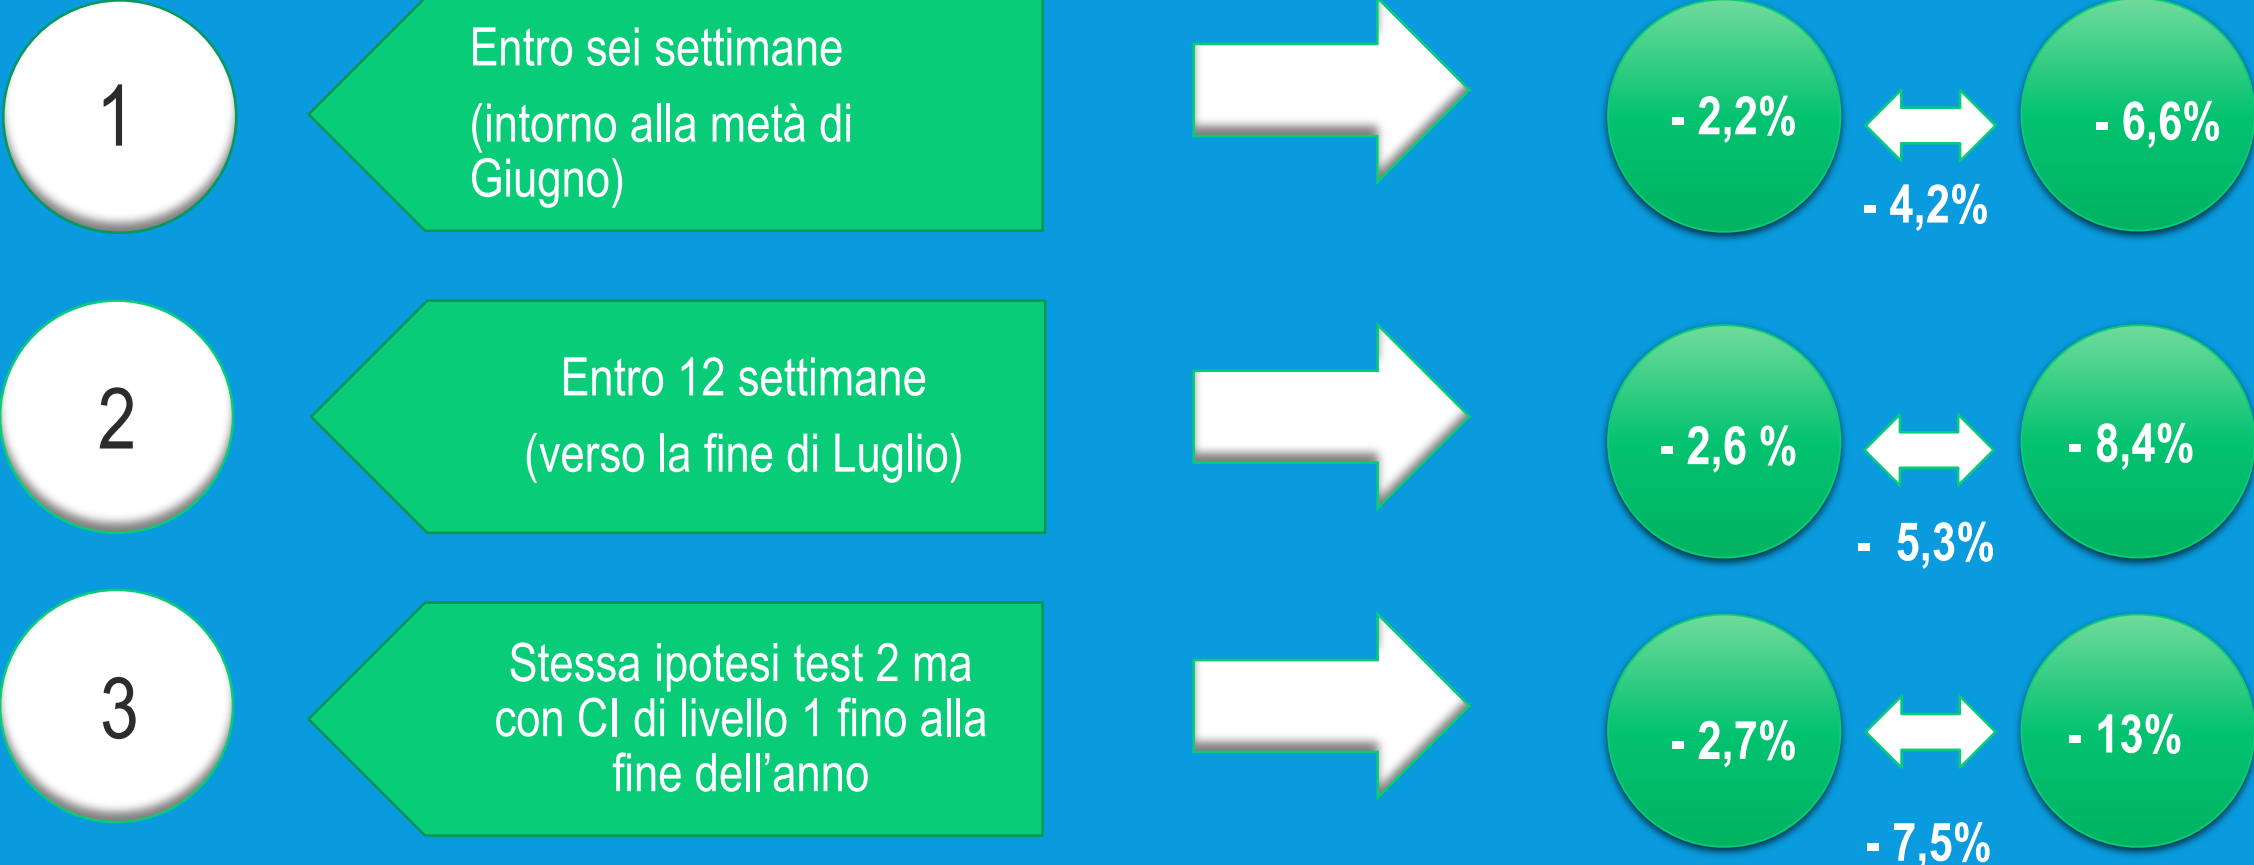 1
Entro sei settimane
(intorno alla metà di
Giugno)
- 2,2%
- 6,6%
- 4,2%
2
Entro 12 settimane
(verso la fine di Luglio)
- 2,6 %
- 8,4%
- 5,3%
3
Stessa ipotesi test 2 ma
con CI di livello 1 fino alla
fine dell’anno
- 2,7%
- 13%
- 7,5%